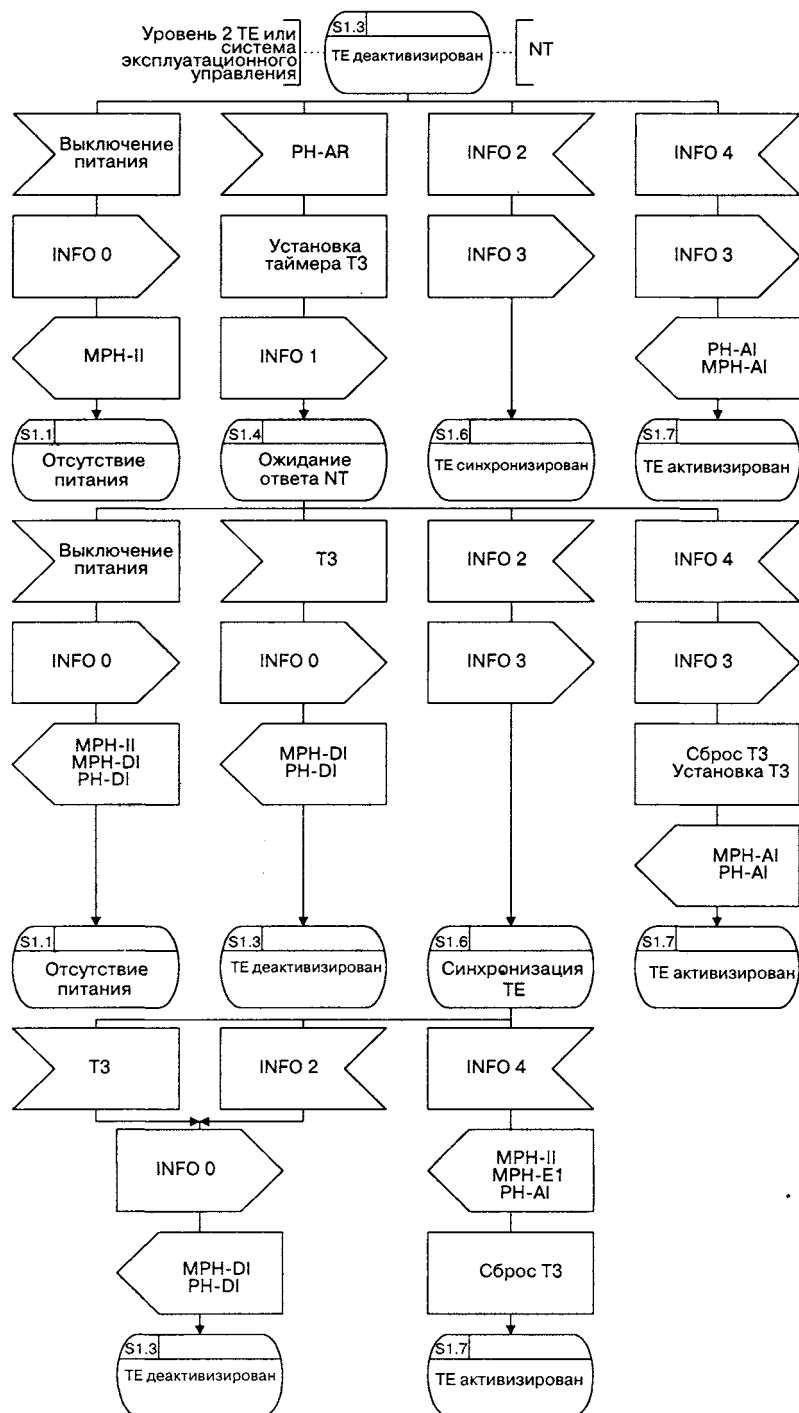 Уровень 2 ТЕ или
система
эксплуатационного
управления
S1.3
ТЕ деактивизирован
NT
Выключение
питания
PH-AR
INFO 2
INFO 4
INFO 0
Установка
таймера Т3
INFO 3
INFO 3
MPH-II
INFO 1
PH-AI
MPH-AI
S1.1
Отсутствие
питания
S1.4
Ожидание
ответа NT
S1.6
ТЕ синхронизирован
S1.7
ТЕ активизирован
Выключение
питания
Т3
INFO 2
INFO 4
INFO 0
INFO 0
INFO 3
INFO 3
MPH-II
MPH-DI
PH-DI
MPH-DI
PH-DI
Сброс Т3
Установка Т3
MPH-AI
PH-AI
S1.1
Отсутствие
питания
S1.3
ТЕ деактивизирован
S1.6
Синхронизация
ТЕ
S1.7
ТЕ активизирован
Т3
INFO 2
INFO 4
INFO 0
MPH-II
MPH-E1
PH-AI
MPH-DI
PH-DI
Сброс Т3
S1.3
ТЕ деактивизирован
S1.7
ТЕ активизирован